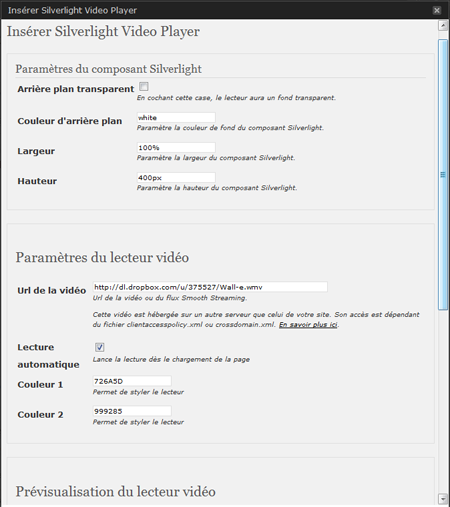 Insérer Silverlight Video Player
Insérer Silverlight Video Player
Paramètres du composant Silverlight
Arrière plan transparent
En cochant cette case, le lecteur aura un fond transparent.
Couleur d'arrière plan
white
Paramètre la couleur de fond du composant Silverlight.
Largeur
100%
Paramètre la largeur du composant Silverlight.
Hauteur
400px
Paramètre la hauteur du composant Silverlight.
Paramètres du lecteur vidéo
Url de la vidéo
http://dl.dropbox.com/u/375527/Wall-e.wmv
Url de la vidéo ou du flux Smooth Streaming.
Cette vidéo est hébergée sur un autre serveur que celui de votre site. Son accès est dépendant
du fichier clientaccesspolicy.xml ou crossdomain.xml. En savoir plus ici.
Lecture
automatique
Lance la lecture dès le chargement de la page
Couleur 1
726A5D
Permet de styler le lecteur
Couleur 2
999285
Permet de styler le lecteur
Prévisualisation du lecteur vidéo